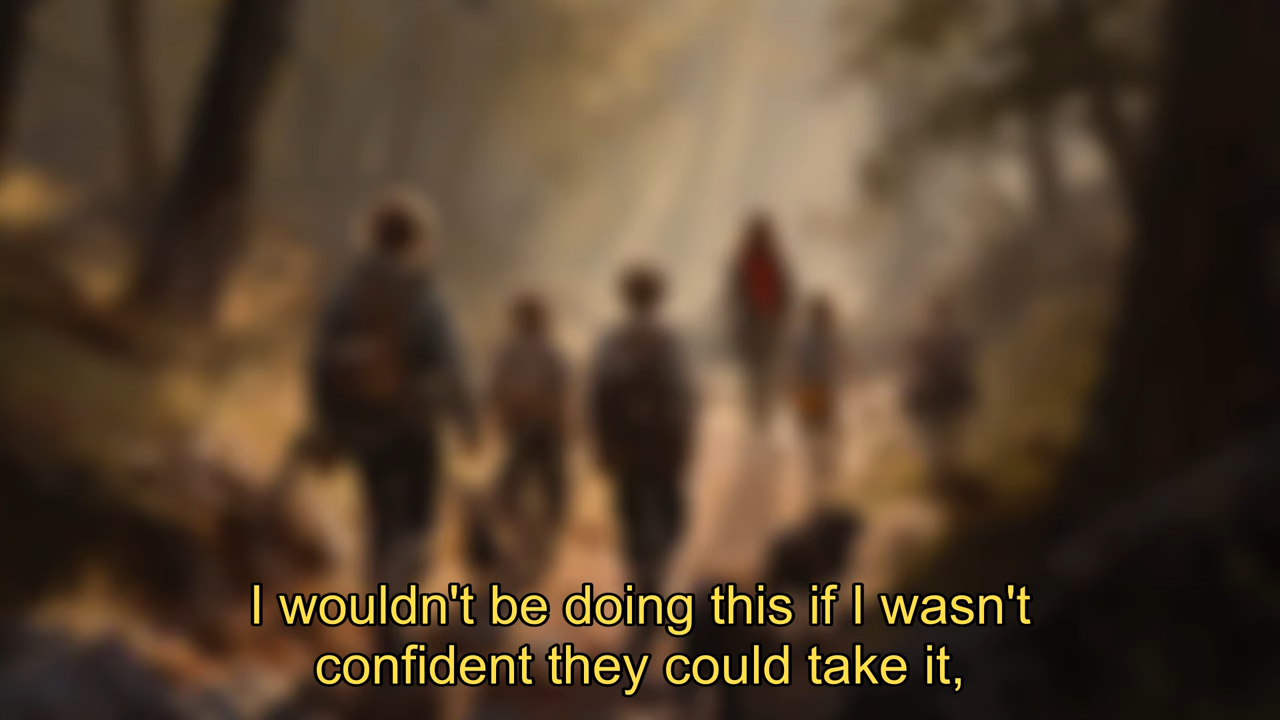 I wouldn't be doing this if I wasn't
confident they could take it,